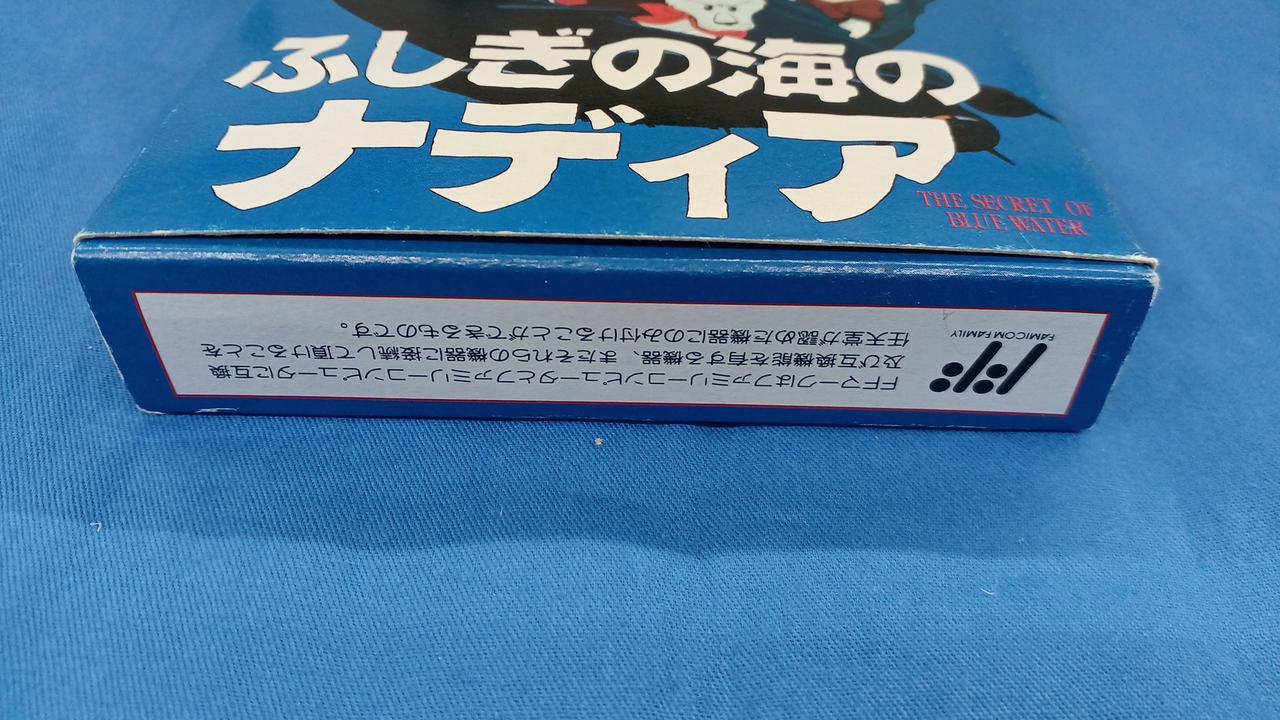 ふしぎの海の
ナディア
THE SECRET OF
BLUE WATER
FFマークはファミリーコンピュータとファミリーコンピュータに互換
及び互換機能を有する機器、またそれらの機器に接続して頂けることを
任天堂が認めた機器にのみ付けることができるものです。
FAMICOM FAMILY